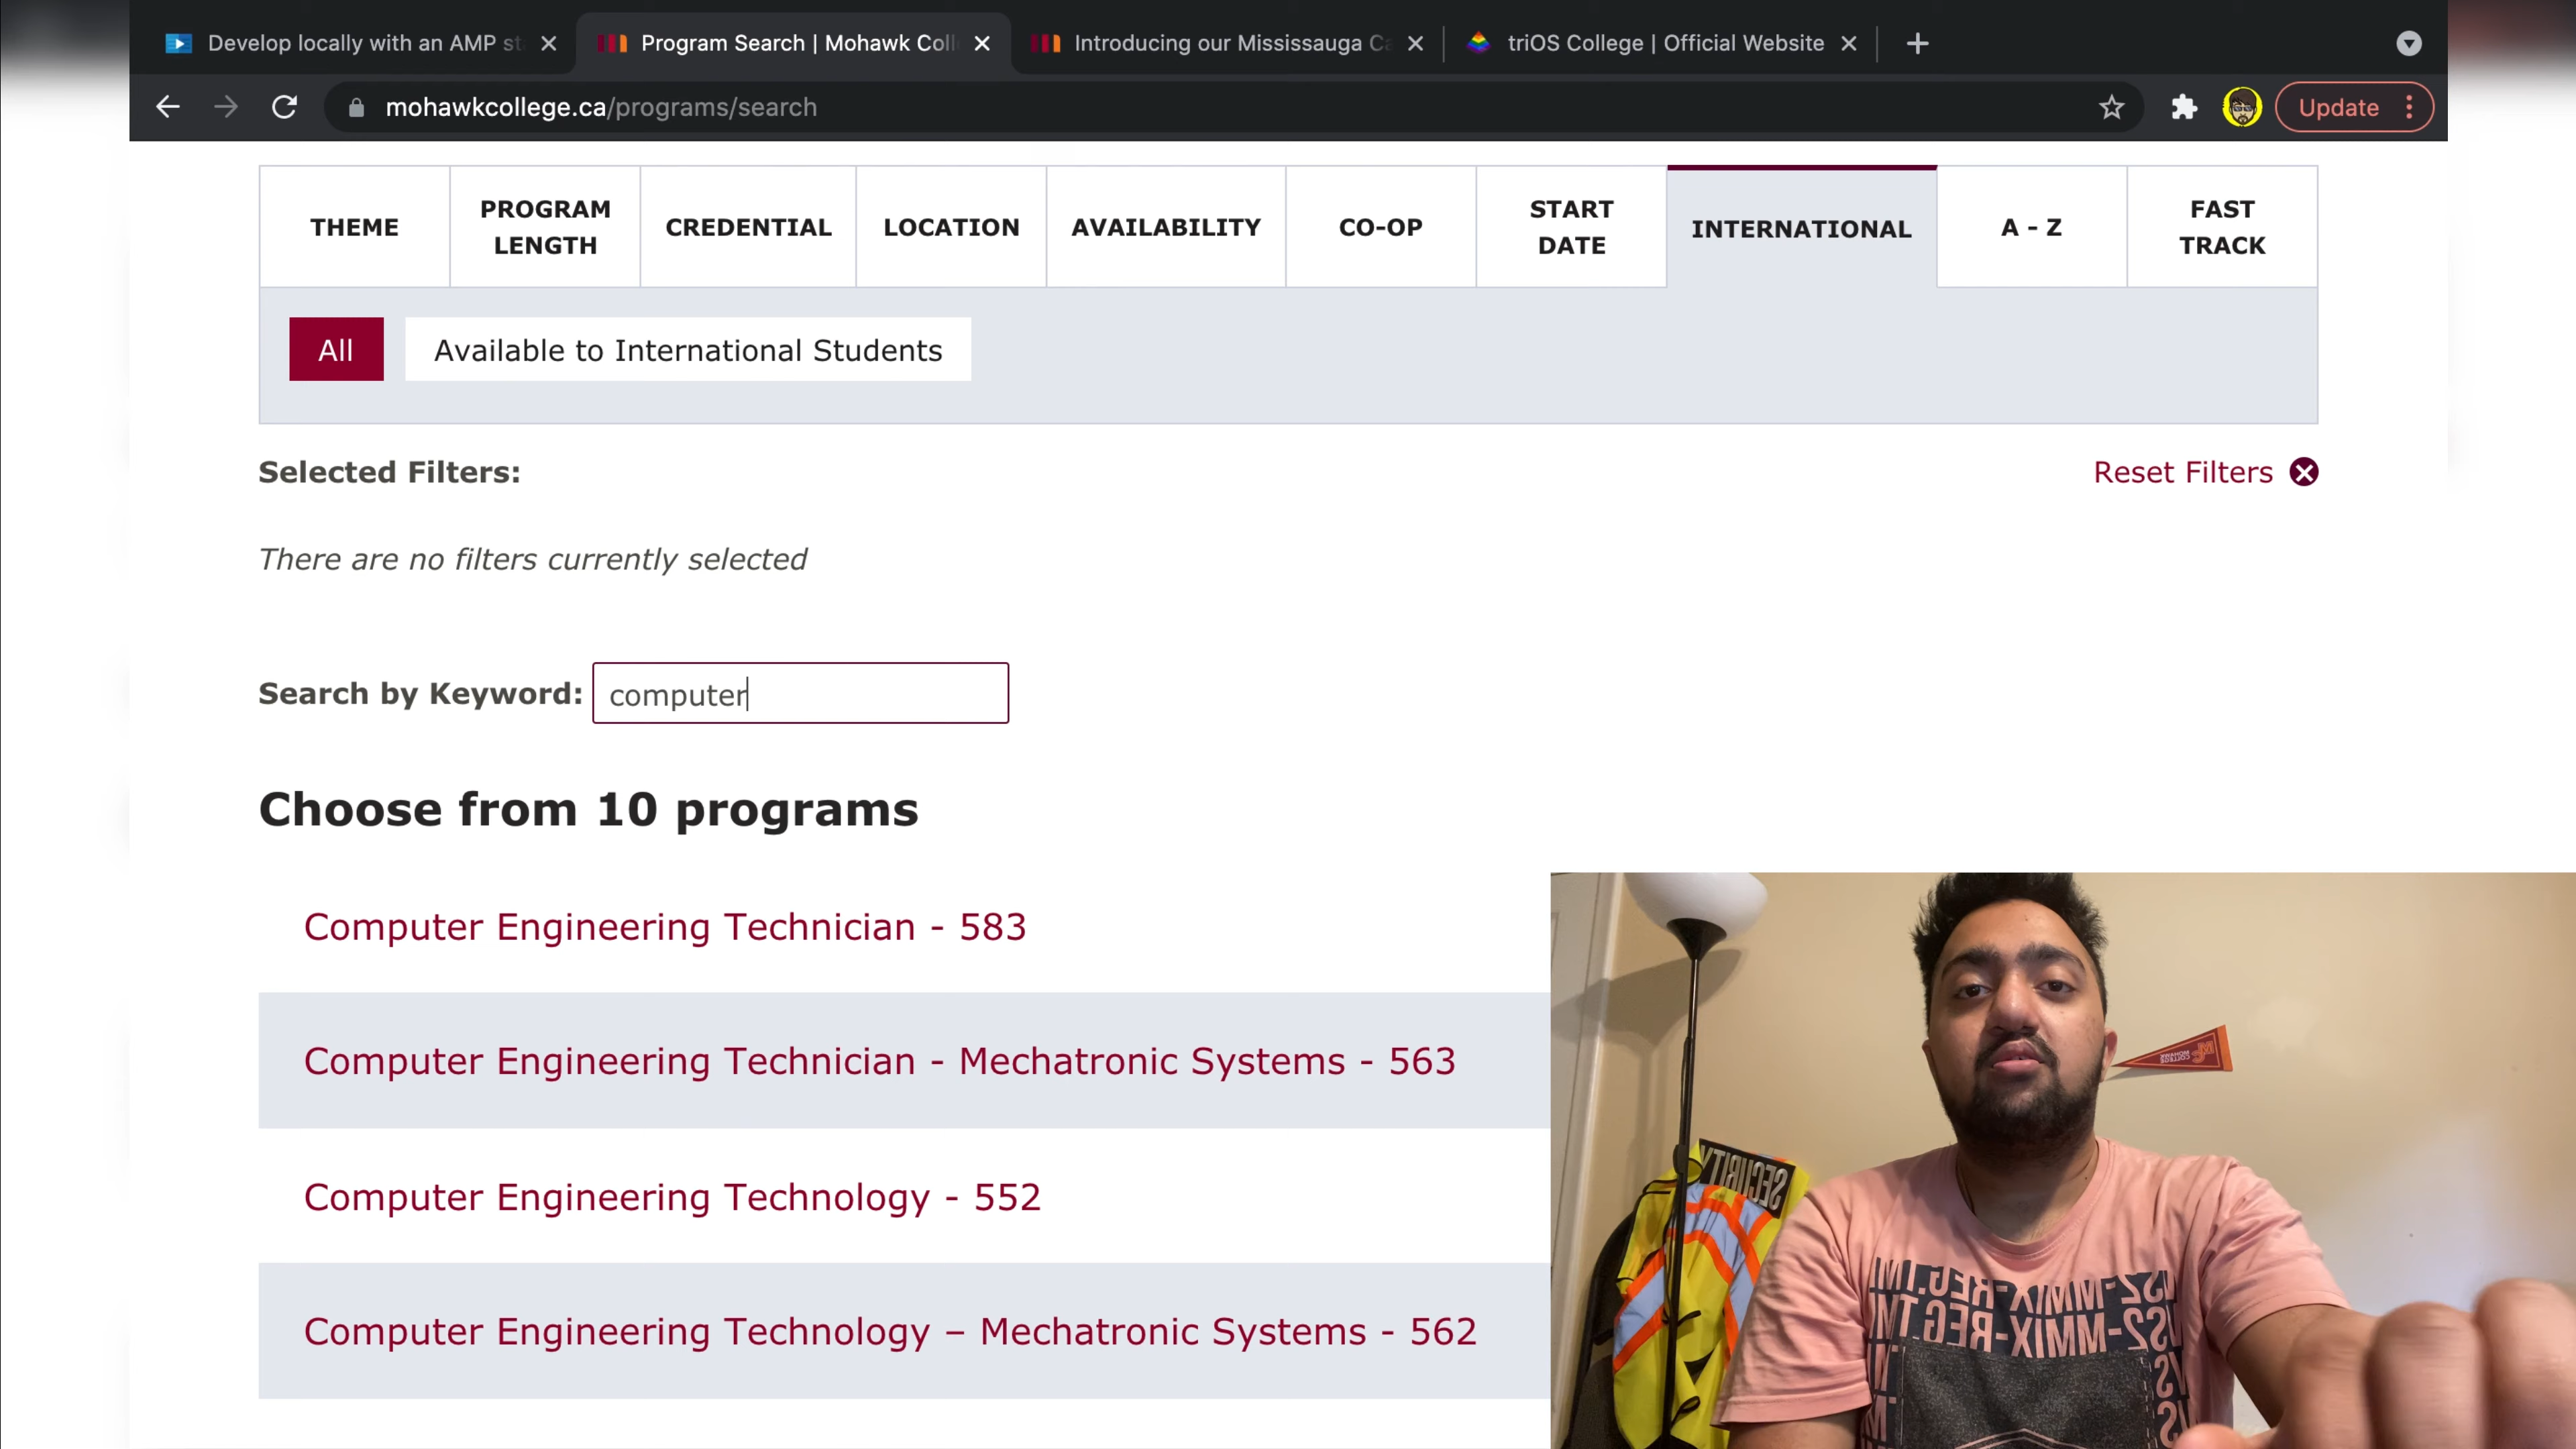 Develop locally with an AMP st
Program Search | Mohawk Coll
Introducing our Mississauga Ca
triOS College | Official Website
mohawkcollege.ca/programs/search
Update
THEME
PROGRAM
LENGTH
CREDENTIAL
LOCATION
AVAILABILITY
CO-OP
START
DATE
INTERNATIONAL
A - Z
FAST
TRACK
All
Available to International Students
Selected Filters:
Reset Filters
There are no filters currently selected
Search by Keyword: computer
Choose from 10 programs
Computer Engineering Technician - 583
Computer Engineering Technician - Mechatronic Systems - 563
Computer Engineering Technology - 552
Computer Engineering Technology – Mechatronic Systems - 562
MOHAWK
COLLEGE
SECURITY